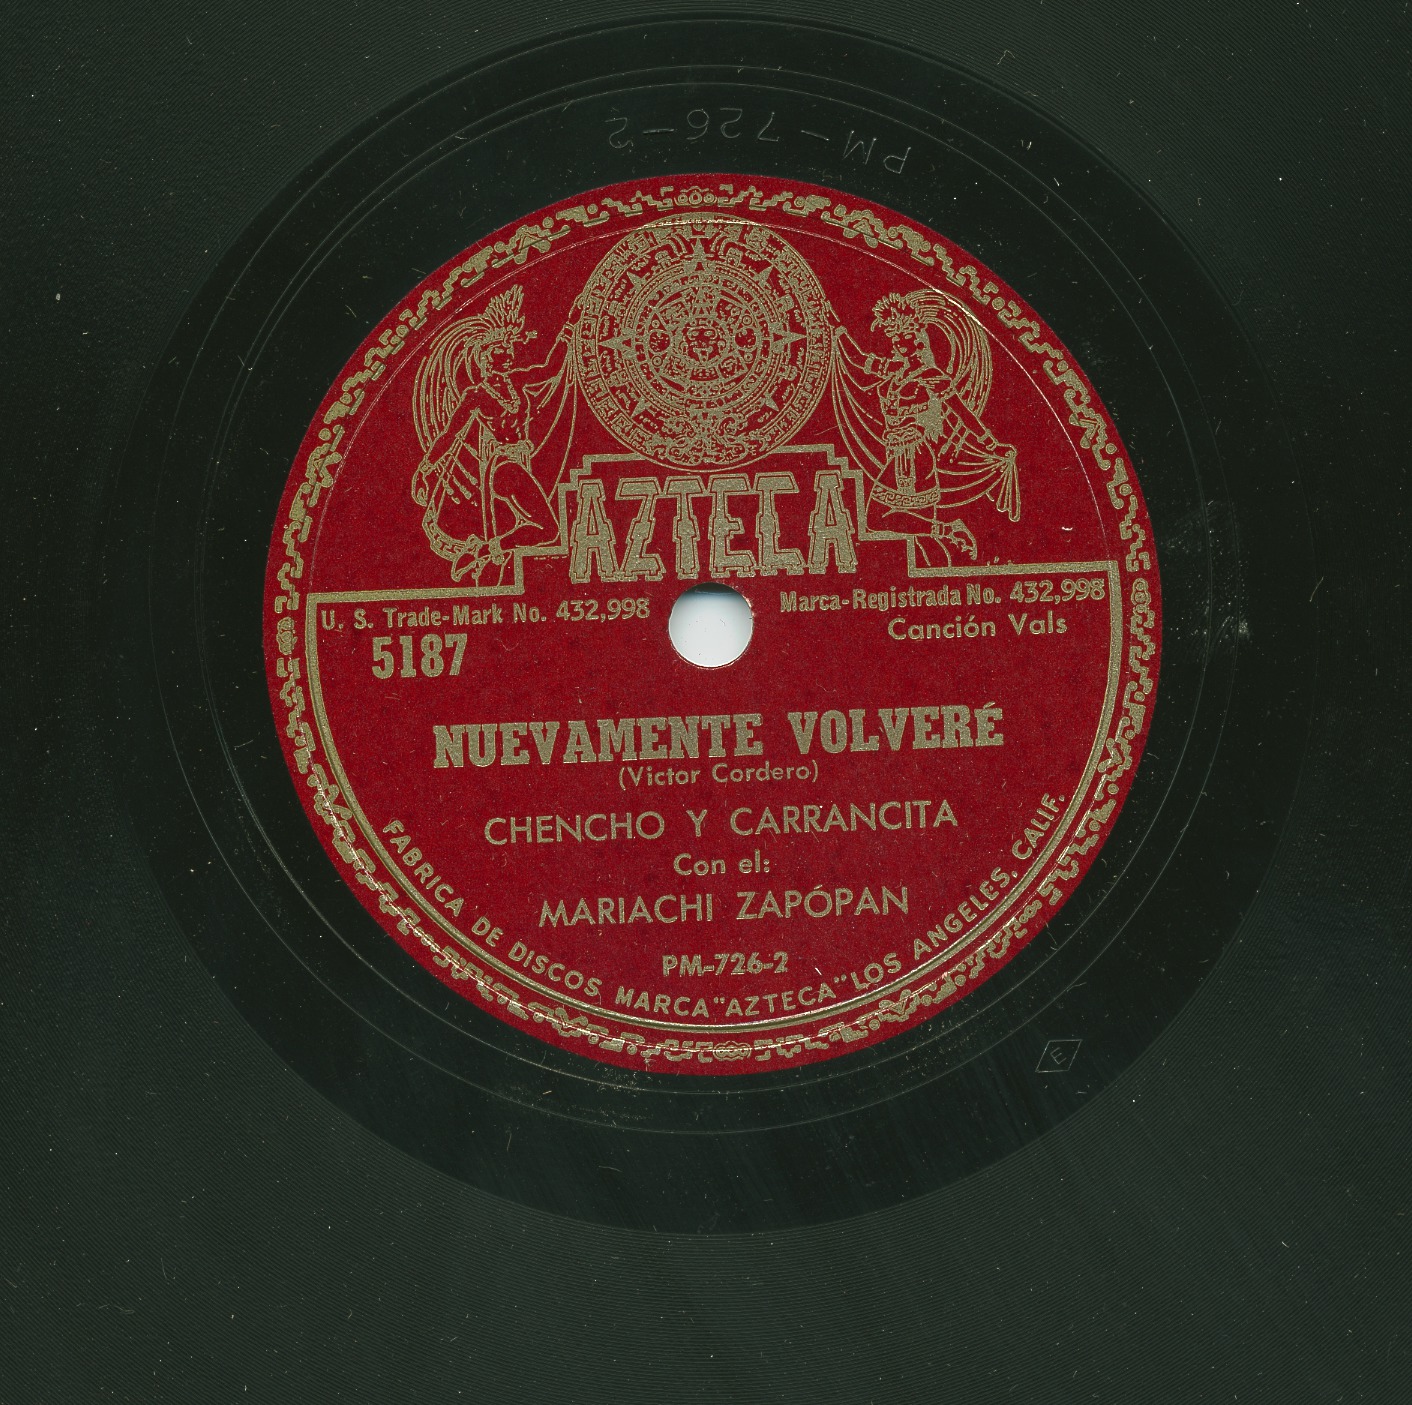 PM-726-2
AZTECA
U. S. Trade-Mark No. 432,998
Marca-Registrada No. 432,998
5187
Canción Vals
NUEVAMENTE VOLVERÉ
(Victor Cordero)
CHENCHO Y CARRANCITA
Con el:
MARIACHI ZAPÓPAN
PM-726-2
FABRICA DE DISCOS MARCA "AZTECA" LOS ANGELES, CALIF.
E